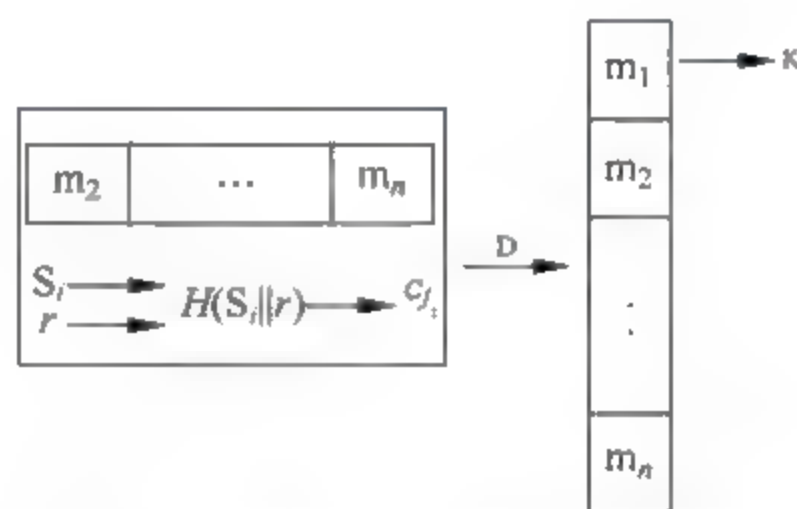 m₂ ... mₙ
Sᵢ
r
H(Sᵢ||r)
D
m₁
K
m₂
⋮
mₙ